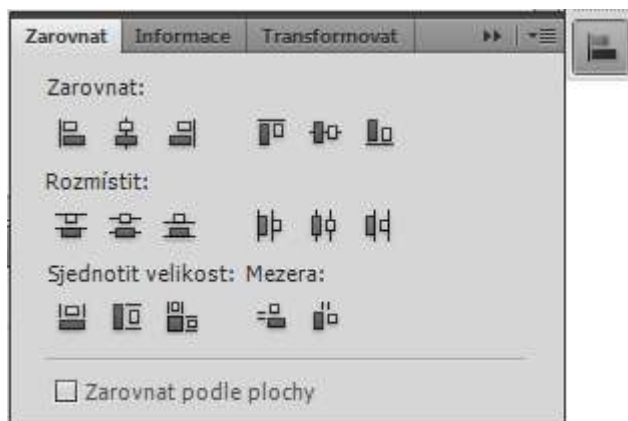 Zarovnat Informace Transformovat
Zarovnat:
Rozmístit:
Sjednotit velikost: Mezera:
Zarovnat podle plochy